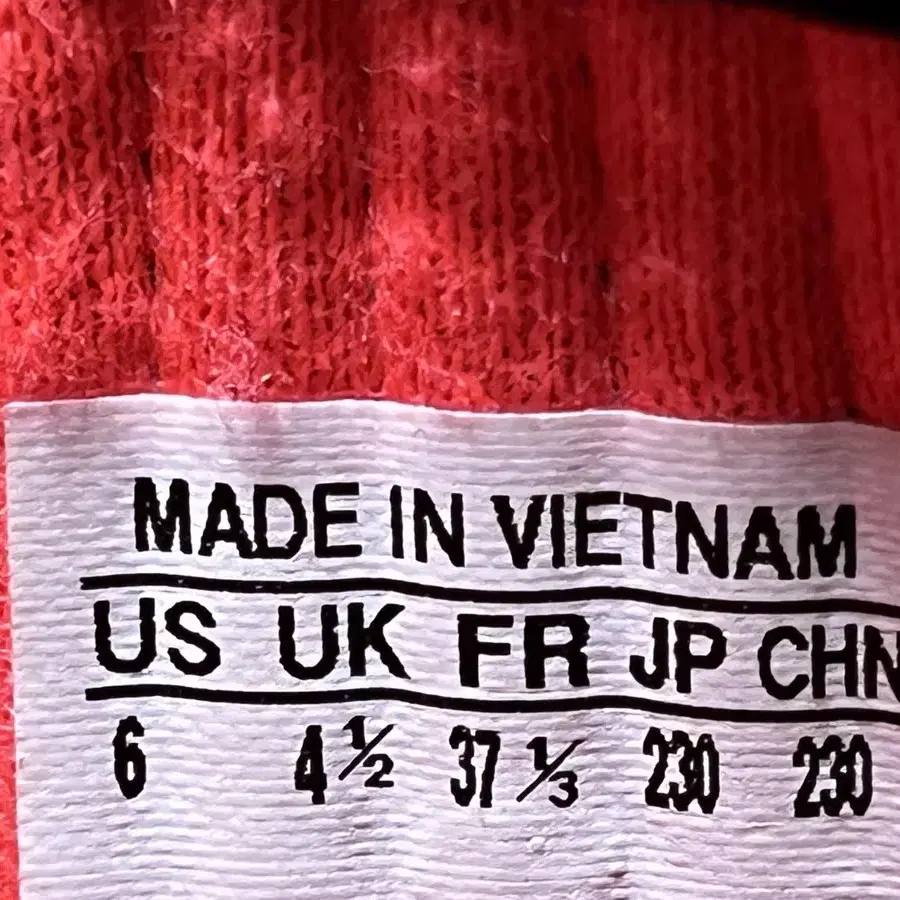 MADE IN VIETNAM
US UK FR JP CHN
6 4½ 37⅓ 230 230